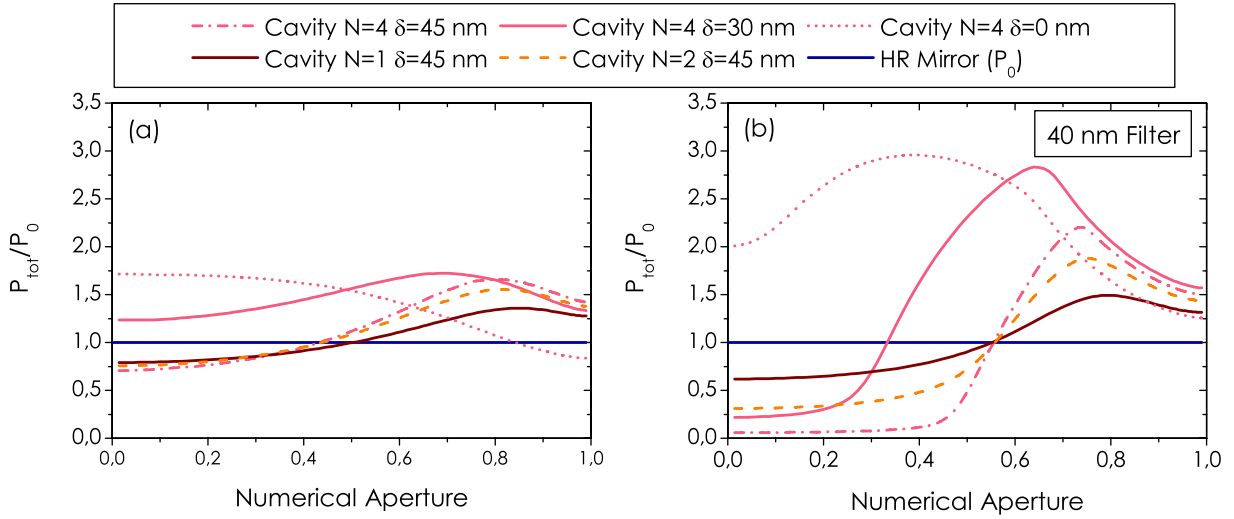 Cavity N=4 δ=45 nm Cavity N=4 δ=30 nm Cavity N=4 δ=0 nm
Cavity N=1 δ=45 nm Cavity N=2 δ=45 nm HR Mirror (P0)
(a)
3,5
3,0
2,5
2,0
1,5
1,0
0,5
0,0
Ptot/P0
0,0 0,2 0,4 0,6 0,8 1,0
Numerical Aperture
(b)
40 nm Filter
3,5
3,0
2,5
2,0
1,5
1,0
0,5
0,0
Ptot/P0
0,0 0,2 0,4 0,6 0,8 1,0
Numerical Aperture